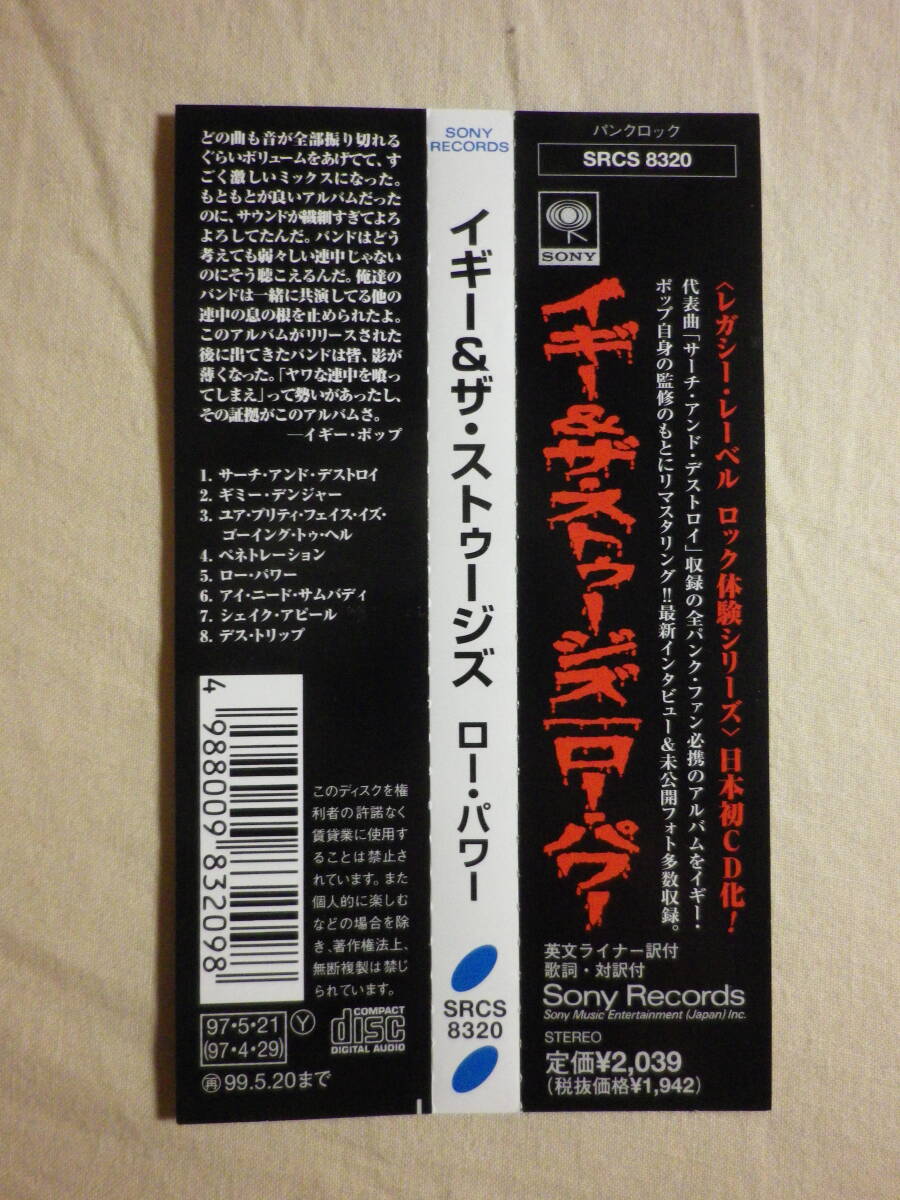 どの曲も音が全部振り切れる
ぐらいボリュームをあげてて、す
ごく激しいミックスになった。
もともとが良いアルバムだった
のに、サウンドが繊細すぎてよろ
よろしてたんだ。バンドはどう
考えても弱々しい連中じゃない
のにそう聴こえるんだ。俺達の
バンドは一緒に共演してる他の
連中の息の根を止められたよ。
このアルバムがリリースされた
後に出てきたバンドは皆、影が
薄くなった。「ヤワな連中を喰っ
てしまえ」って勢いがあったし、
その証拠がこのアルバムさ。
―イギー・ポップ
1. サーチ・アンド・デストロイ
2. ギミー・デンジャー
3. ユア・プリティ・フェイス・イズ・
ゴーイング・トゥ・ヘル
4. ペネトレーション
5. ロー・パワー
6. アイ・ニード・サムバディ
7. シェイク・アピール
8. デス・トリップ
4 988009 832098
このディスクを権
利者の許諾なく
賃貸業に使用す
ることは禁止さ
れています。また
個人的に楽しむ
などの場合を除
き、著作権法上、
無断複製は禁じ
られています。
97・5・21
(97・4・29)
Y
COMPACT
disc
DIGITAL AUDIO
再 99.5.20まで
SONY
RECORDS
イギー&ザ・ストゥージズ ロー・パワー
SRCS
8320
パンクロック
SRCS 8320
SONY
〈レガシー・レーベル ロック体験シリーズ〉日本初CD化!
代表曲「サーチ・アンド・デストロイ」収録の全パンク・ファン必携のアルバムをイギー・
ポップ自身の監修のもとにリマスタリング!!最新インタビュー&未公開フォト多数収録。
イギー&ザ・ストゥージズ|ロー・パワー
英文ライナー訳付
歌詞・対訳付
Sony Records
Sony Music Entertainment (Japan) Inc.
STEREO
定価¥2,039
(税抜価格¥1,942)